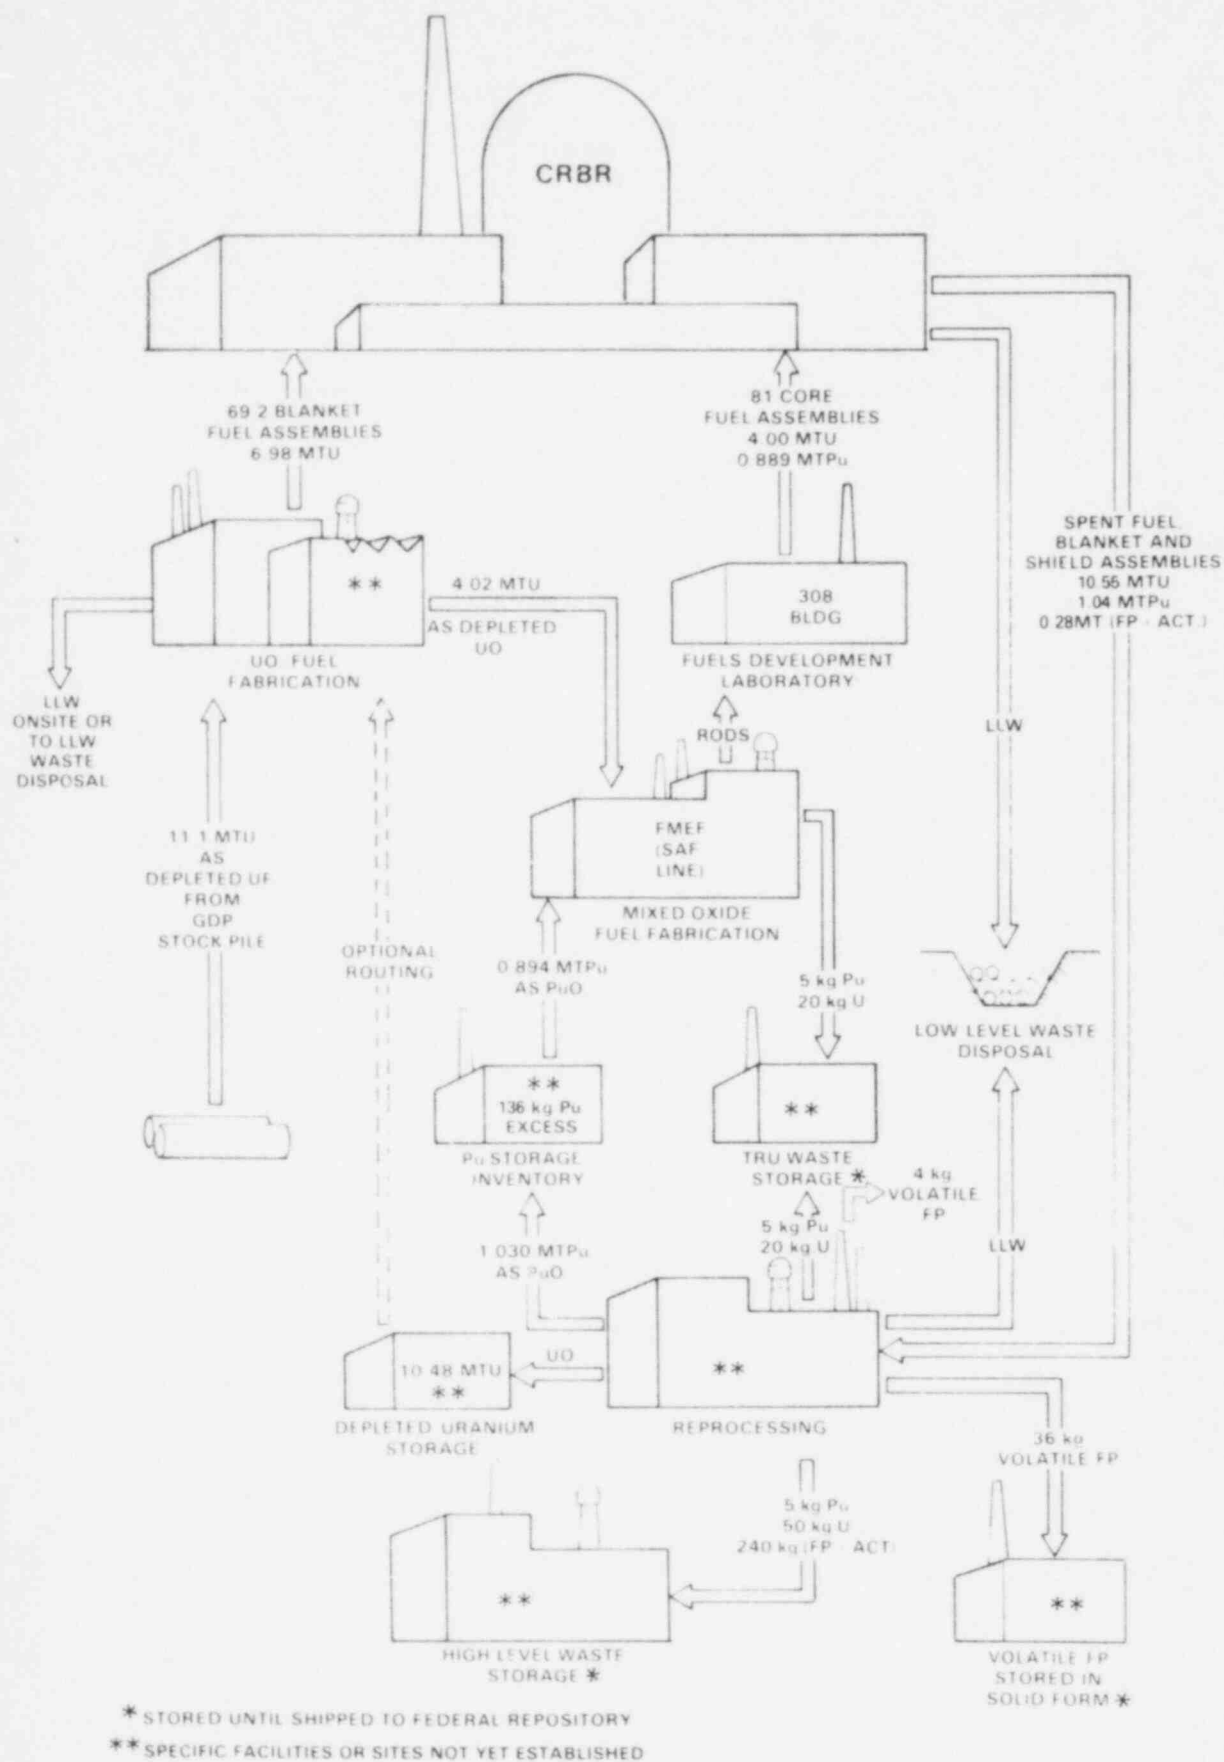 CRBR
69.2 BLANKET
FUEL ASSEMBLIES
6.98 MTU
81 CORE
FUEL ASSEMBLIES
4.00 MTU
0.889 MTPu
SPENT FUEL,
BLANKET AND
SHIELD ASSEMBLIES
10.55 MTU
1.04 MTPu
0.28MT (FP - ACT.)
**
4.02 MTU
AS DEPLETED
UO
308
BLDG
UO FUEL
FABRICATION
FUELS DEVELOPMENT
LABORATORY
LLW
ONSITE OR
TO LLW
WASTE
DISPOSAL
RODS
LLW
11.1 MTU
AS
DEPLETED UF
FROM
GDP
STOCK PILE
FMEF
(SAF
LINE)
MIXED OXIDE
FUEL FABRICATION
OPTIONAL
ROUTING
0.894 MTPu
AS PuO
5 kg Pu
20 kg U
LOW LEVEL WASTE
DISPOSAL
**
136 kg Pu
EXCESS
**
Pu STORAGE
INVENTORY
TRU WASTE
STORAGE *
4 kg
VOLATILE
FP
5 kg Pu
20 kg U
1.030 MTPu
AS PuO
LLW
UO
10.48 MTU
**
**
DEPLETED URANIUM
STORAGE
REPROCESSING
36 kg
VOLATILE FP
5 kg Pu
50 kg U
240 kg (FP - ACT)
**
**
HIGH LEVEL WASTE
STORAGE *
VOLATILE FP
STORED IN
SOLID FORM *
* STORED UNTIL SHIPPED TO FEDERAL REPOSITORY
** SPECIFIC FACILITIES OR SITES NOT YET ESTABLISHED